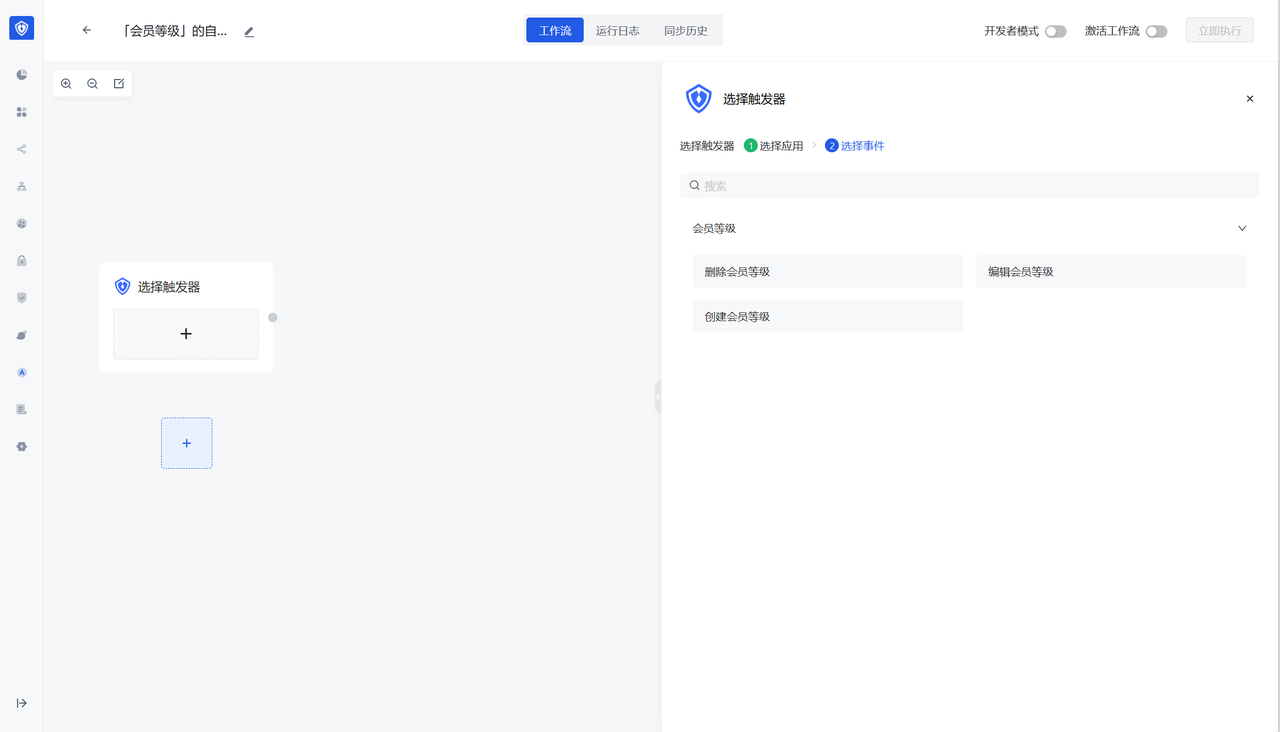 「会员等级」的自...
工作流
运行日志
同步历史
开发者模式
激活工作流
立即执行
选择触发器
选择触发器 1 选择应用 2 选择事件
搜索
会员等级
删除会员等级
编辑会员等级
创建会员等级
选择触发器
A